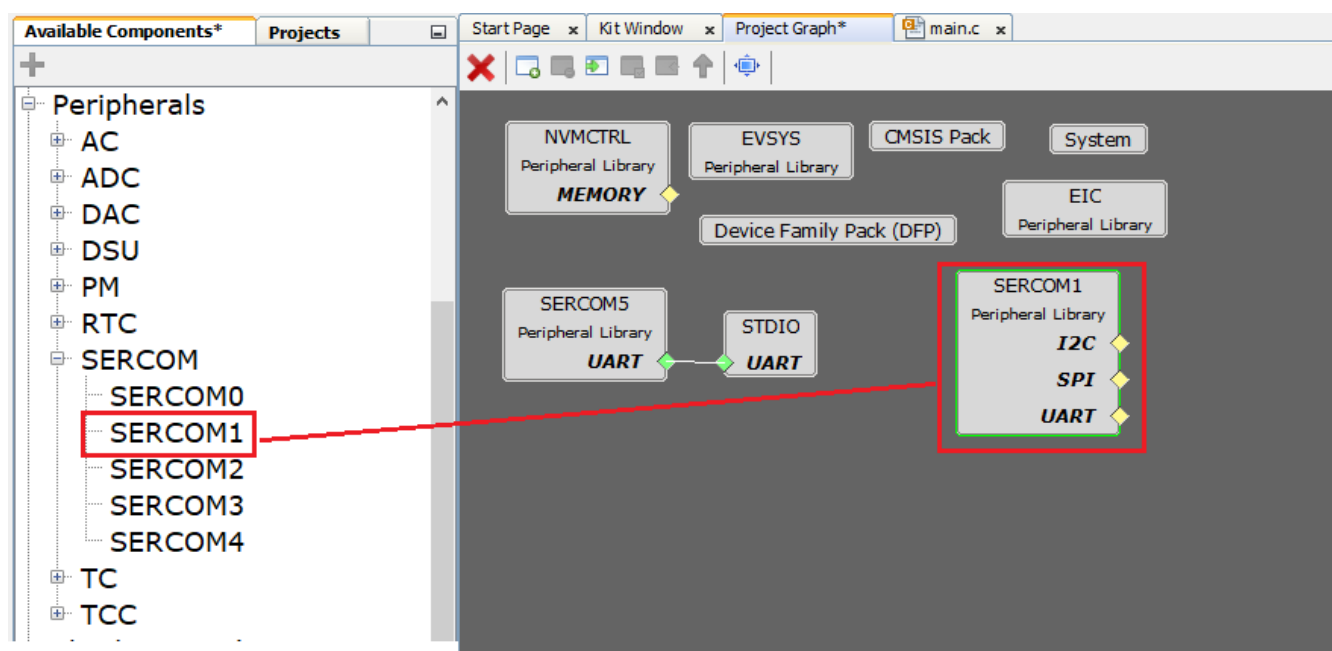 Available Components*
Projects
Start Page
x
Kit Window
x
Project Graph*
main.c
x
Peripherals
AC
ADC
DAC
DSU
PM
RTC
SERCOM
SERCOM0
SERCOM1
SERCOM2
SERCOM3
SERCOM4
TC
TCC
NVMCTRL
Peripheral Library
MEMORY
EVSYS
Peripheral Library
CMSIS Pack
System
EIC
Peripheral Library
Device Family Pack (DFP)
SERCOM5
Peripheral Library
UART
STDIO
UART
SERCOM1
Peripheral Library
I2C
SPI
UART